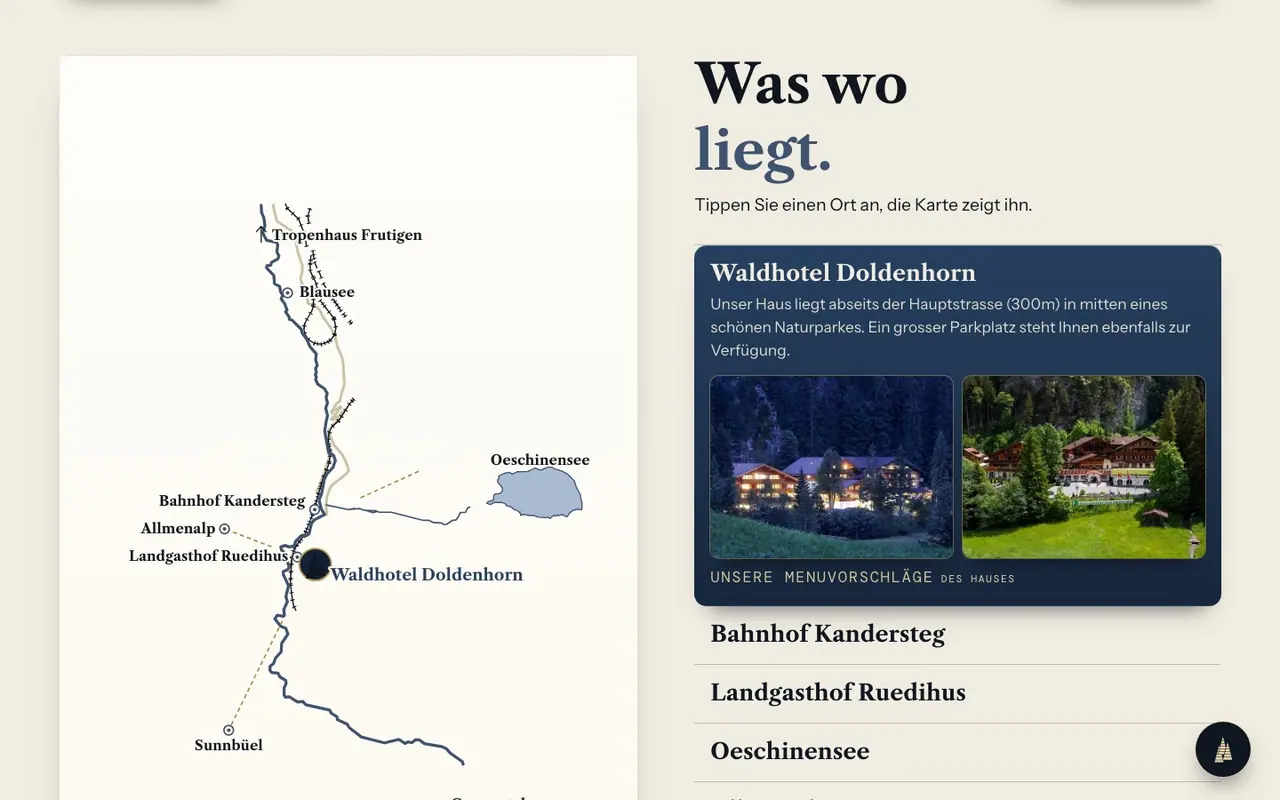 Was wo
liegt.
Tippen Sie einen Ort an, die Karte zeigt ihn.
Tropenhaus Frutigen
Blausee
Oeschinensee
Bahnhof Kandersteg
Allmenalp
Landgasthof Ruedihus
Waldhotel Doldenhorn
Sunnbüel
Waldhotel Doldenhorn
Unser Haus liegt abseits der Hauptstrasse (300m) in mitten eines
schönen Naturparkes. Ein grosser Parkplatz steht Ihnen ebenfalls zur
Verfügung.
UNSERE MENUVORSCHLÄGE DES HAUSES
Bahnhof Kandersteg
Landgasthof Ruedihus
Oeschinensee